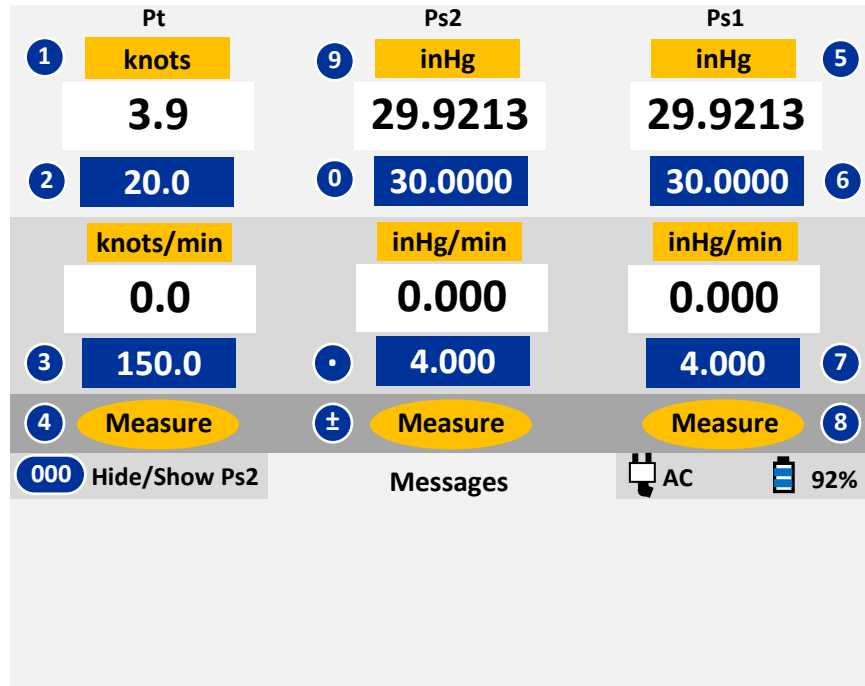 Pt Ps2 Ps1
1 knots 9 inHg inHg 5
3.9 29.9213 29.9213
2 20.0 0 30.0000 30.0000 6
knots/min inHg/min inHg/min
0.0 0.000 0.000
3 150.0 • 4.000 4.000 7
4 Measure ± Measure Measure 8
000 Hide/Show Ps2 Messages AC 92%